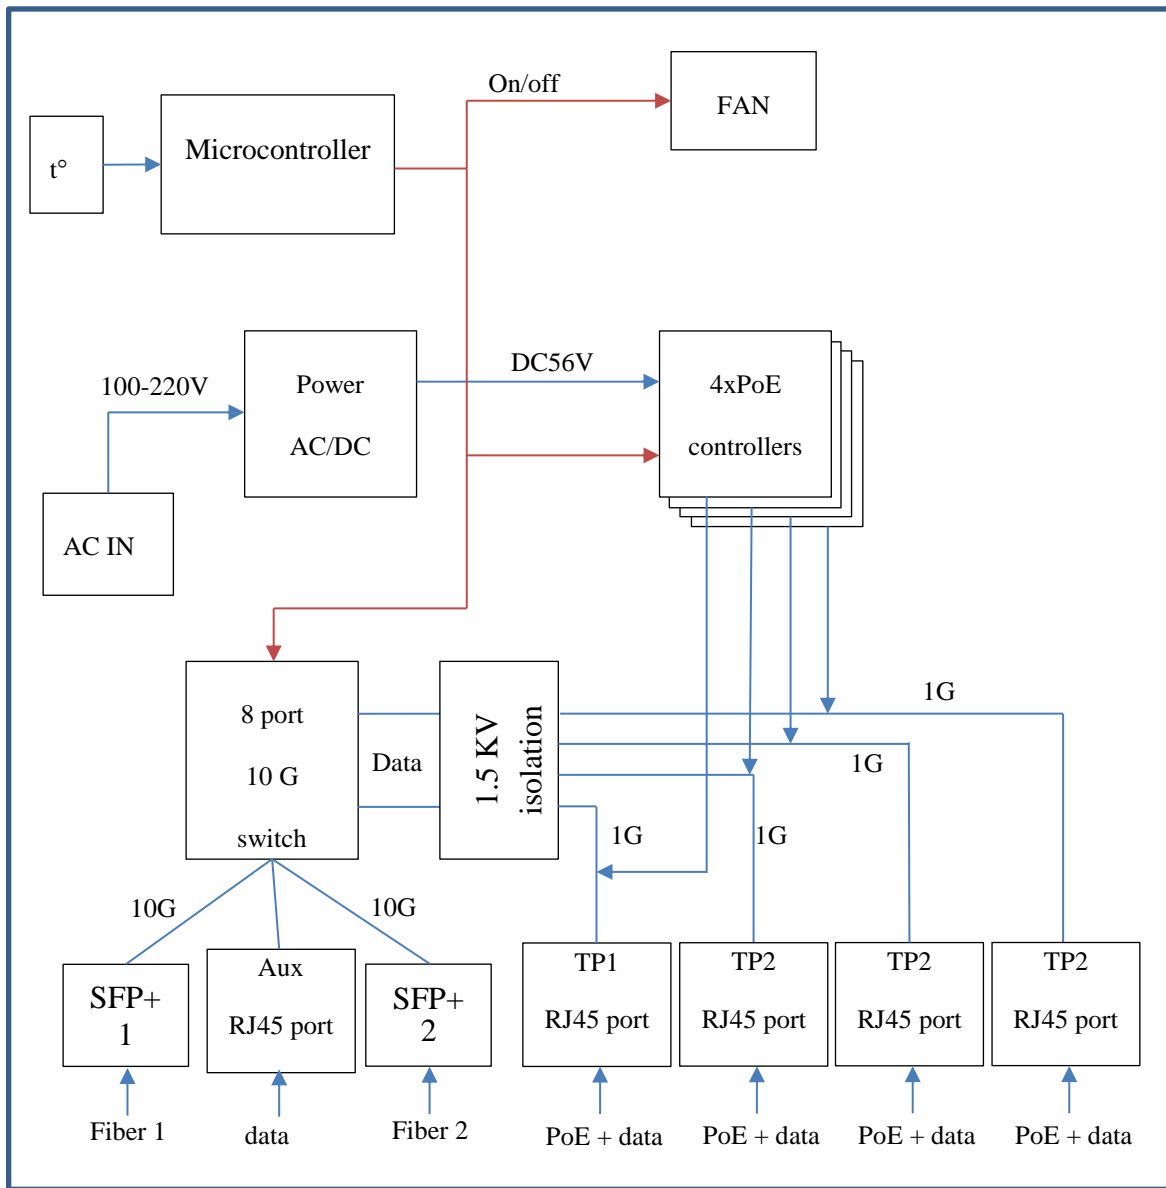 On/off
FAN
Microcontroller
t°
DC56V
100-220V
Power
AC/DC
4xPoE
controllers
AC IN
8 port
10 G
switch
Data
1.5 KV
isolation
1G
1G
1G
1G
10G
10G
SFP+
1
Aux
RJ45 port
SFP+
2
TP1
RJ45 port
TP2
RJ45 port
TP2
RJ45 port
TP2
RJ45 port
Fiber 1
data
Fiber 2
PoE + data
PoE + data
PoE + data
PoE + data